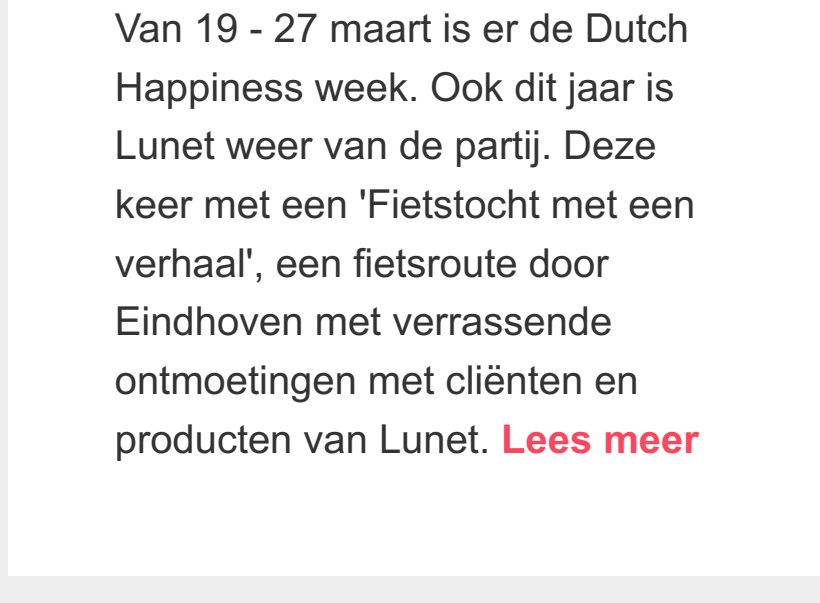 Van 19 - 27 maart is er de Dutch
Happiness week. Ook dit jaar is
Lunet weer van de partij. Deze
keer met een 'Fietstocht met een
verhaal', een fietsroute door
Eindhoven met verrassende
ontmoetingen met cliënten en
producten van Lunet. Lees meer